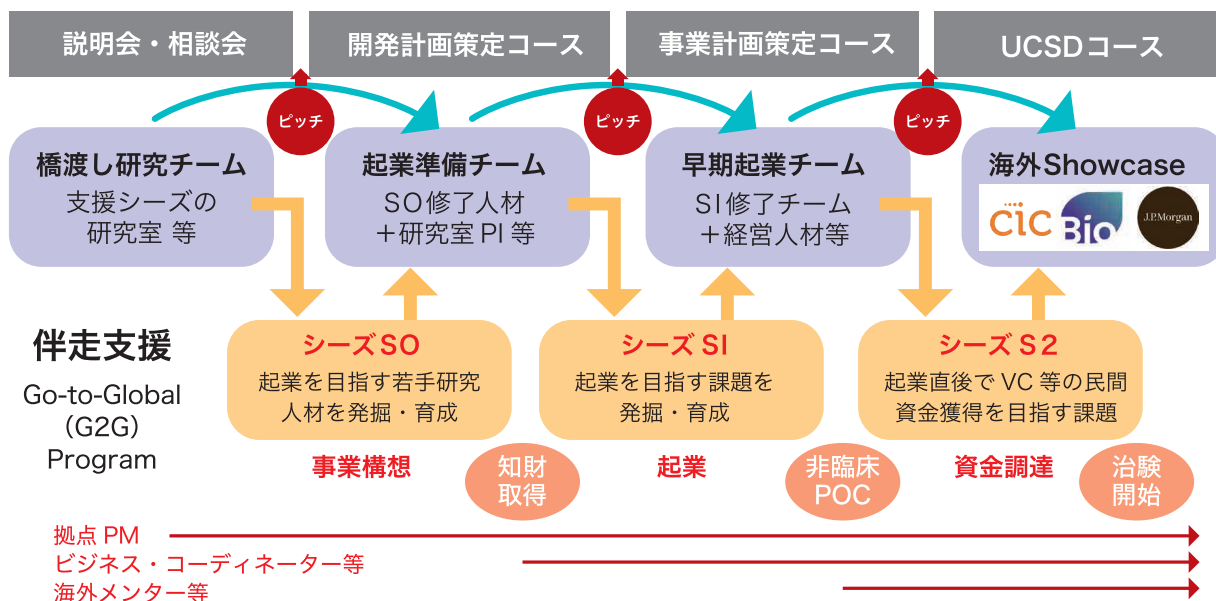 説明会・相談会
開発計画策定コース
事業計画策定コース
UCSDコース
ピッチ
ピッチ
ピッチ
橋渡し研究チーム
支援シーズの
研究室 等
起業準備チーム
SO修了人材
＋研究室 PI 等
早期起業チーム
SI修了チーム
＋経営人材等
海外Showcase
cic
Bio
J.P.Morgan
伴走支援
Go-to-Global
（G2G）
Program
シーズSO
起業を目指す若手研究
人材を発掘・育成
シーズ SI
起業を目指す課題を
発掘・育成
シーズ S2
起業直後で VC 等の民間
資金獲得を目指す課題
事業構想
知財
取得
起業
非臨床
POC
資金調達
治験
開始
拠点 PM
ビジネス・コーディネーター等
海外メンター等